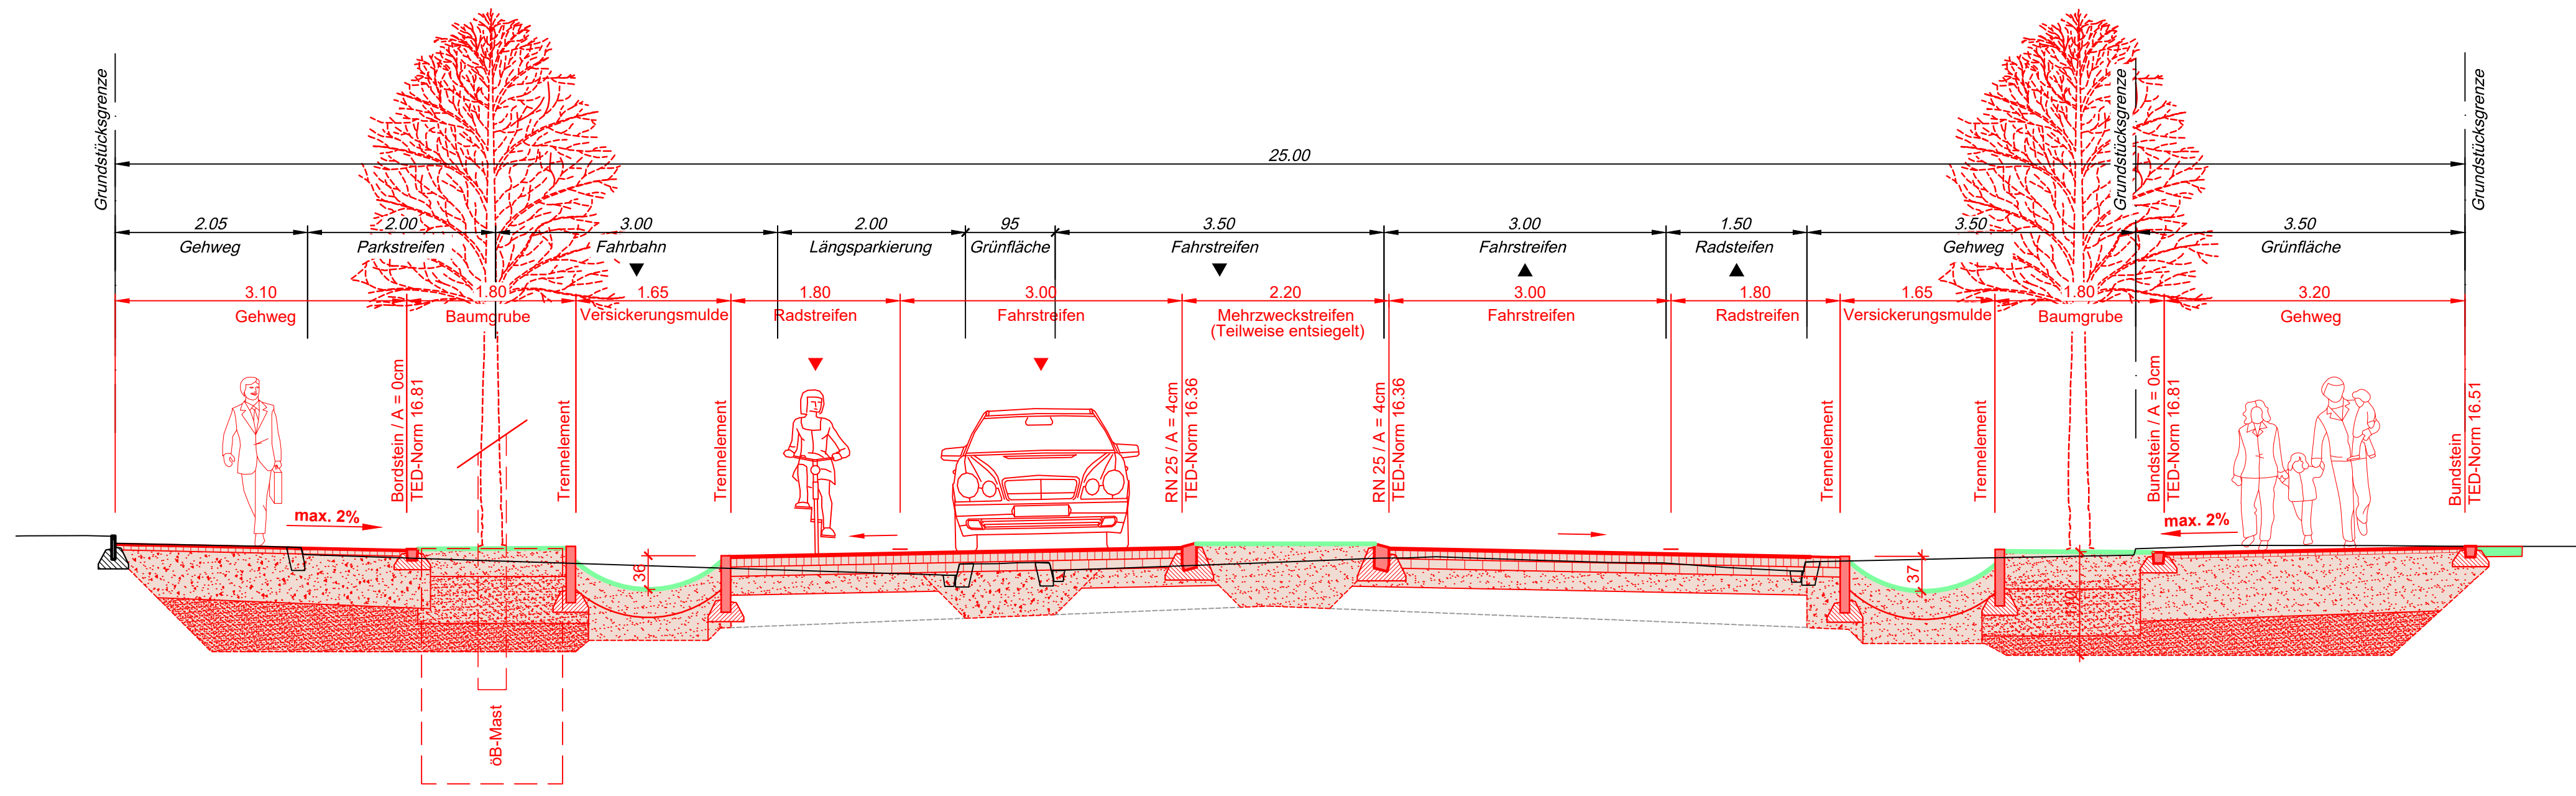 25.00
Grundstücksgrenze
Grundstücksgrenze
Grundstücksgrenze
2.05
2.00
3.00
2.00
95
3.50
3.00
1.50
3.50
3.50
Gehweg
Parkstreifen
Fahrbahn
Längsparkierung
Grünfläche
Fahrstreifen
Fahrstreifen
Radsteifen
Gehweg
Grünfläche
3.10
1.80
1.65
1.80
3.00
2.20
3.00
1.80
1.65
1.80
3.20
Gehweg
Baumgrube
Versickerungsmulde
Radstreifen
Fahrstreifen
Mehrzweckstreifen
(Teilweise entsiegelt)
Fahrstreifen
Radstreifen
Versickerungsmulde
Baumgrube
Gehweg
Bordstein / A = 0cm
TED-Norm 16.81
Trennelement
Trennelement
RN 25 / A = 4cm
TED-Norm 16.36
RN 25 / A = 4cm
TED-Norm 16.36
Trennelement
Trennelement
Bundstein / A = 0cm
TED-Norm 16.81
Bundstein
TED-Norm 16.51
max. 2%
max. 2%
36
37
öB-Mast